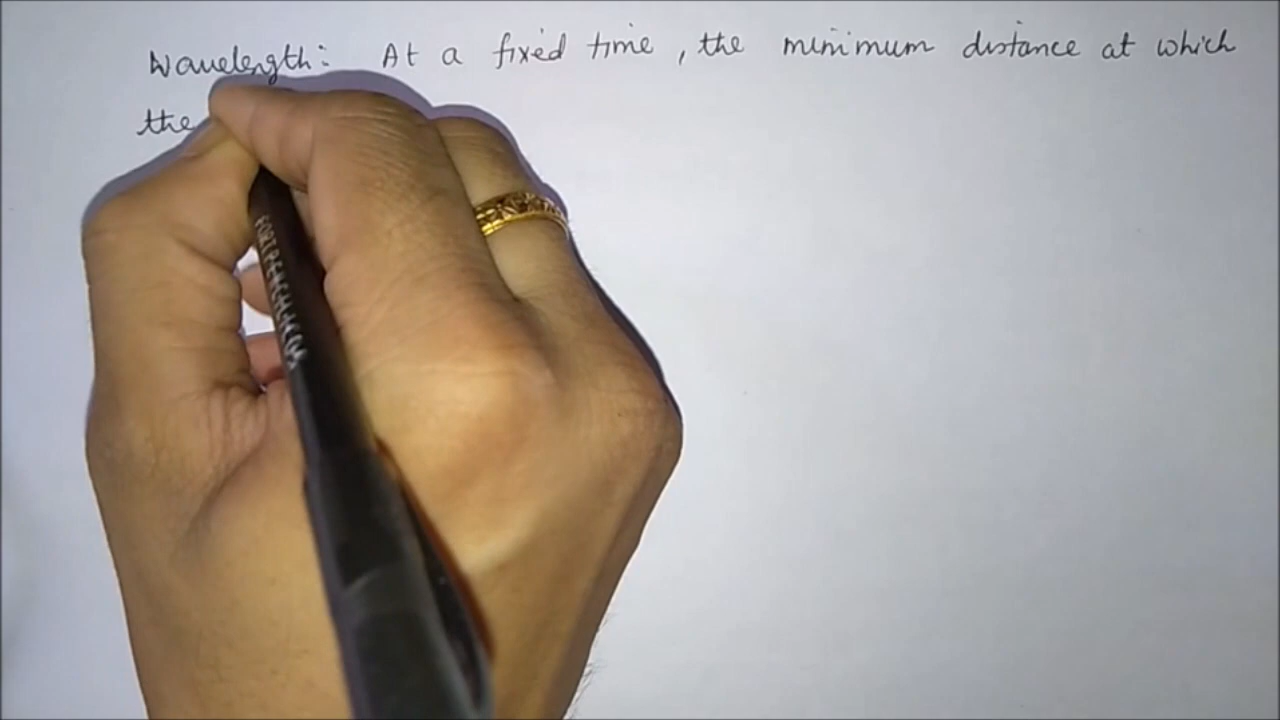 Wavelength: At a fixed time, the minimum distance at which
the